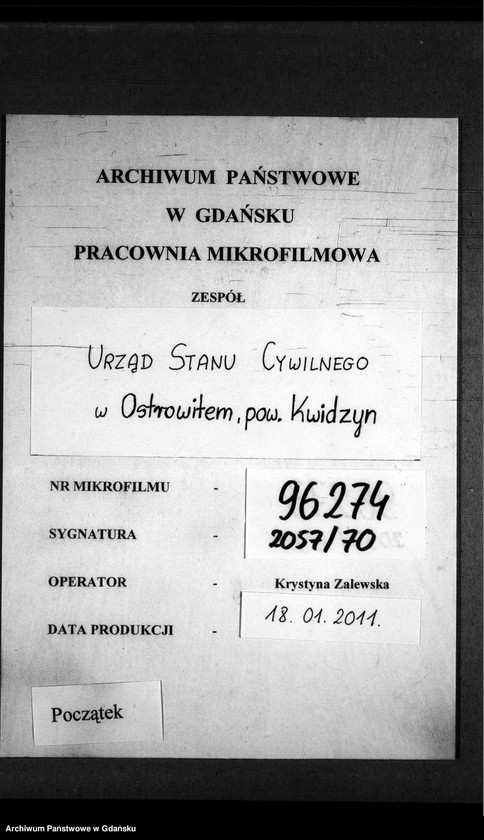 ARCHIWUM PAŃSTWOWE
W GDAŃSKU
PRACOWNIA MIKROFILMOWA
ZESPÓŁ
URZĄD STANU CYWILNEGO
w Ostrowitem, pow. Kwidzyn
NR MIKROFILMU - 96274
SYGNATURA - 2057/70
OPERATOR - Krystyna Zalewska
DATA PRODUKCJI - 18. 01. 2011.
Początek
Archiwum Państwowe w Gdańsku